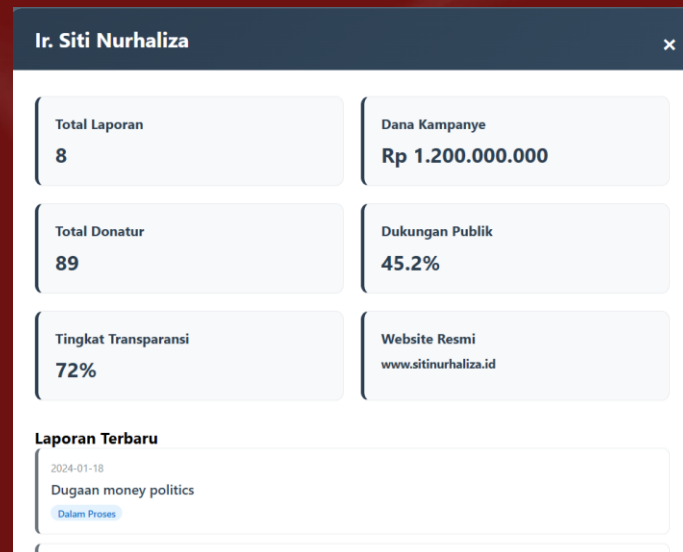 Ir. Siti Nurhaliza
×
Total Laporan
8
Dana Kampanye
Rp 1.200.000.000
Total Donatur
89
Dukungan Publik
45.2%
Tingkat Transparansi
72%
Website Resmi
www.sitinurhaliza.id
Laporan Terbaru
2024-01-18
Dugaan money politics
Dalam Proses